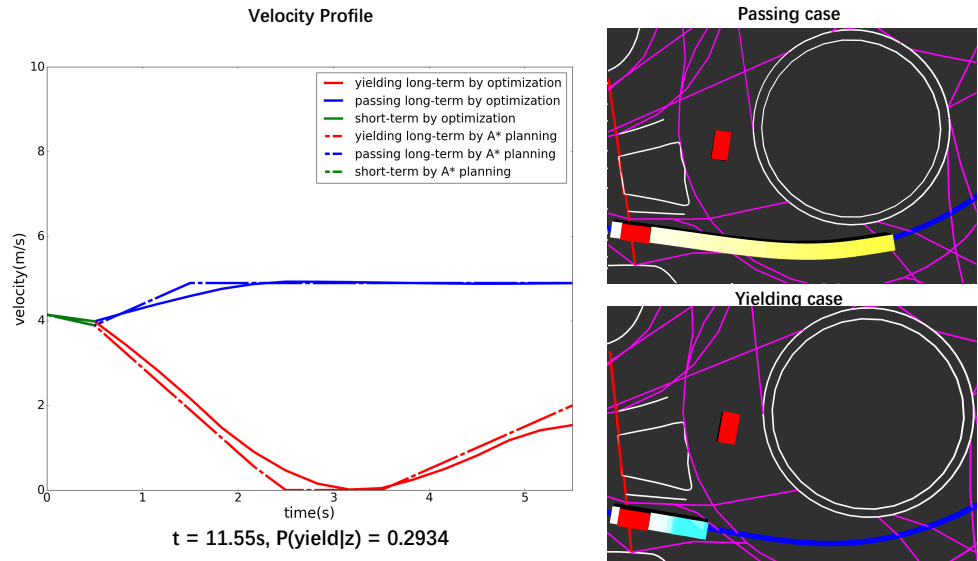 Velocity Profile
10
8
6
4
2
0
velocity(m/s)
yielding long-term by optimization
passing long-term by optimization
short-term by optimization
yielding long-term by A* planning
passing long-term by A* planning
short-term by A* planning
0 1 2 3 4 5
time(s)
t = 11.55s, P(yield|z) = 0.2934
Passing case
Yielding case